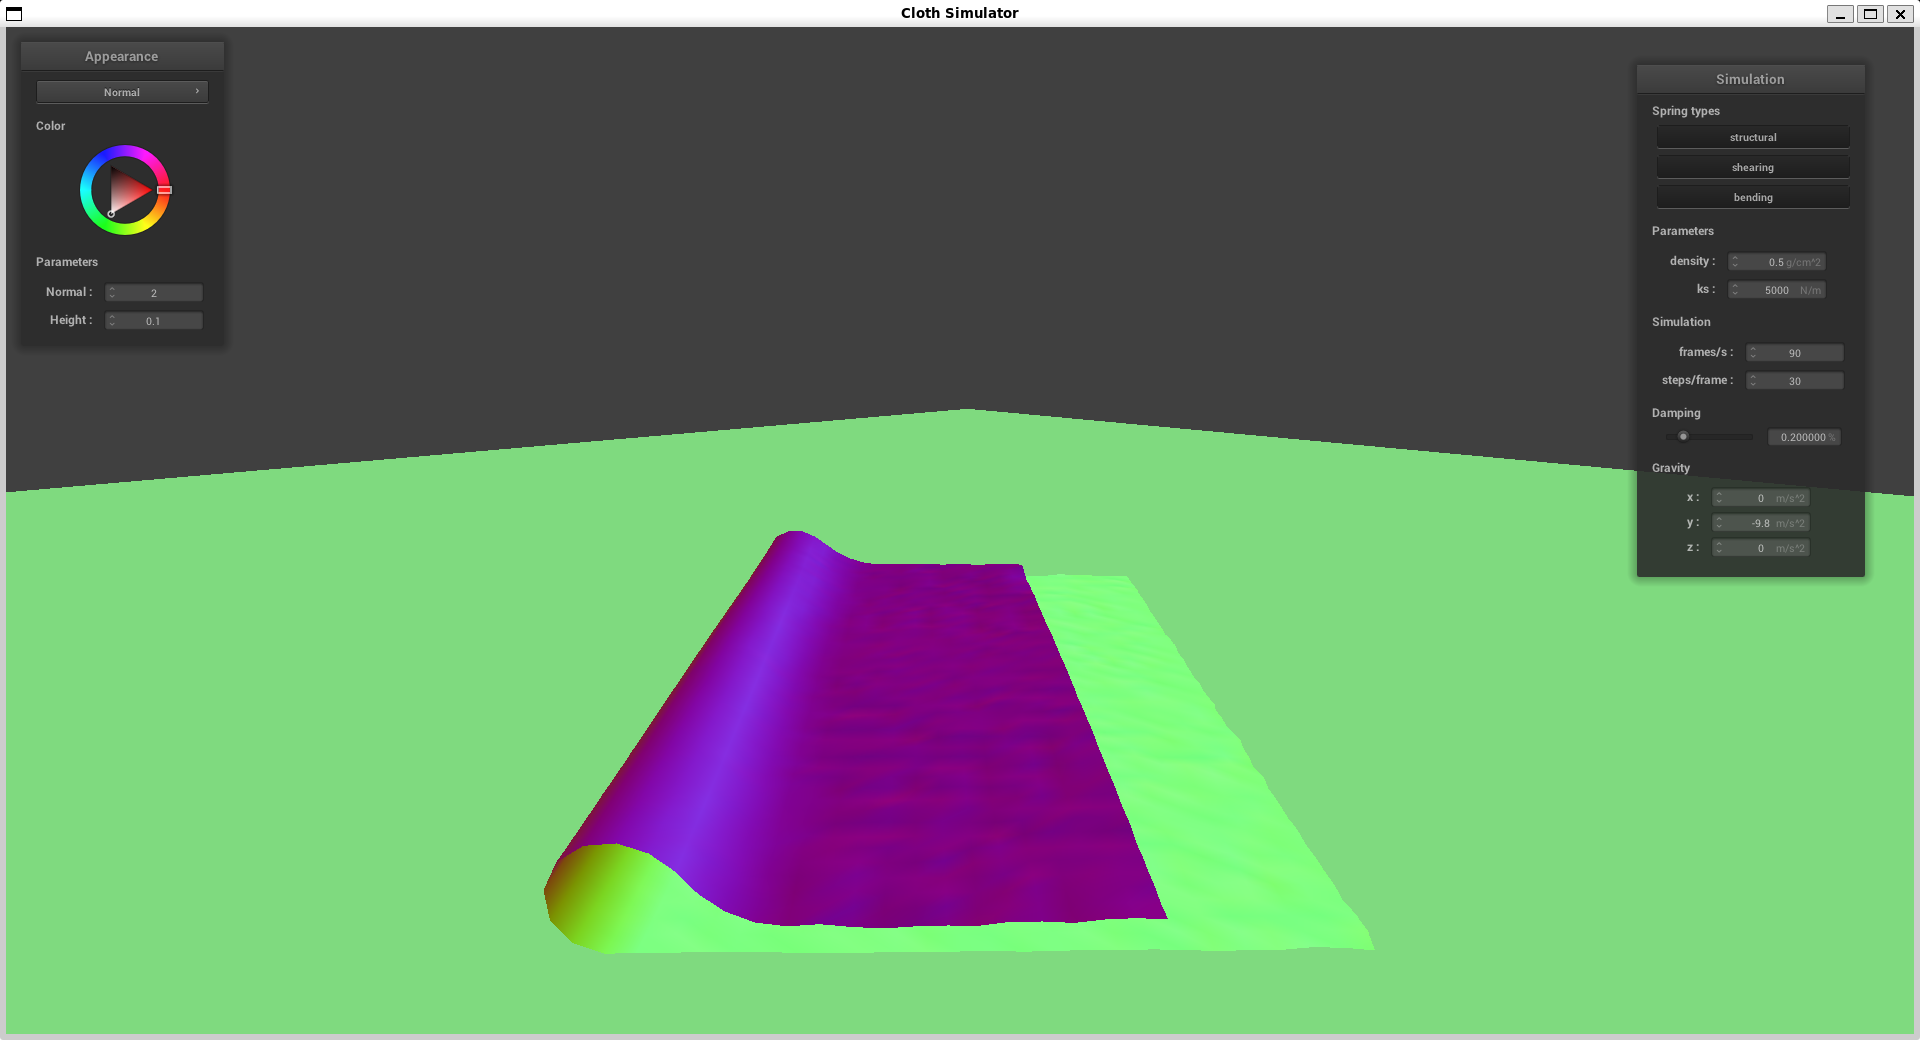 Cloth Simulator
Appearance
Normal
Color
Parameters
Normal : 2
Height : 0.1
Simulation
Spring types
structural
shearing
bending
Parameters
density : 0.5 g/cm^2
ks : 5000 N/m
Simulation
frames/s : 90
steps/frame : 30
Damping
0.200000 %
Gravity
x : 0 m/s^2
y : -9.8 m/s^2
z : 0 m/s^2